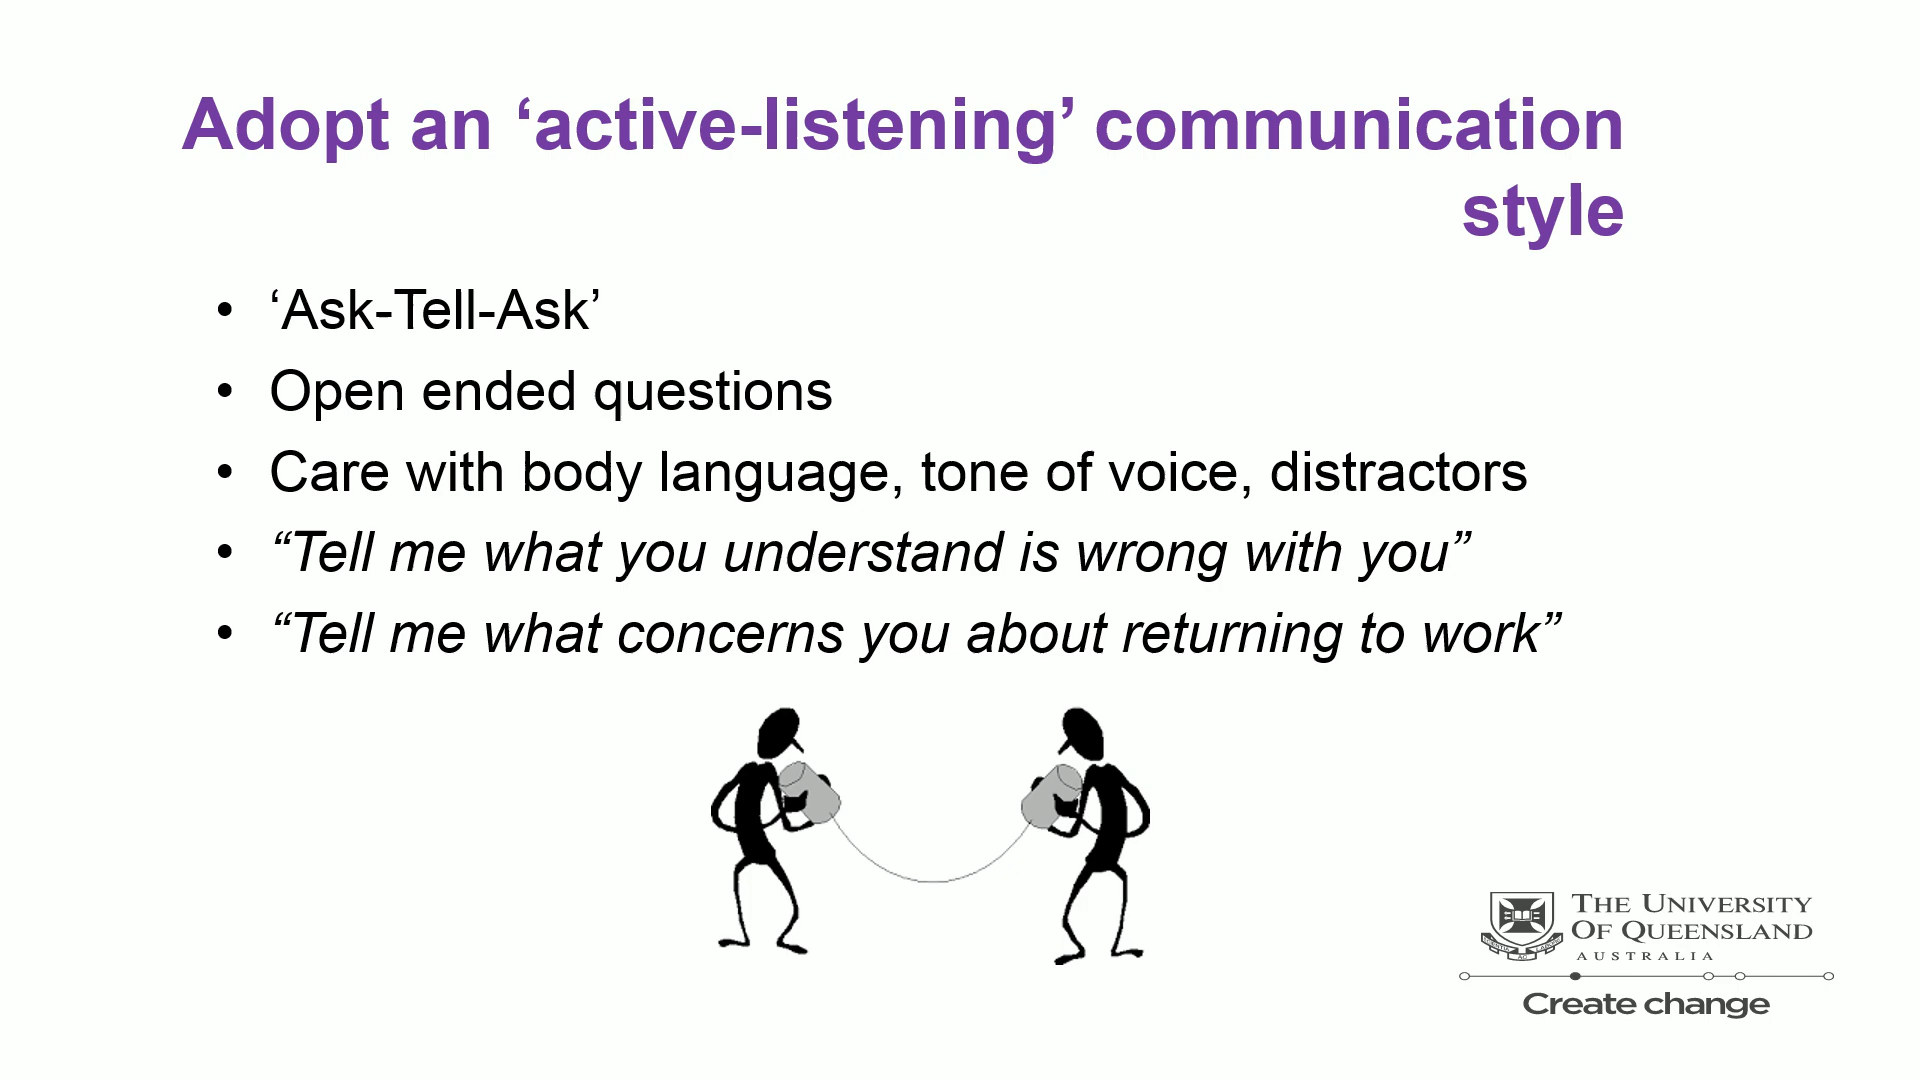 Adopt an ‘active-listening’ communication
style
• ‘Ask-Tell-Ask’
• Open ended questions
• Care with body language, tone of voice, distractors
• “Tell me what you understand is wrong with you”
• “Tell me what concerns you about returning to work”
THE UNIVERSITY
OF QUEENSLAND
AUSTRALIA
Create change